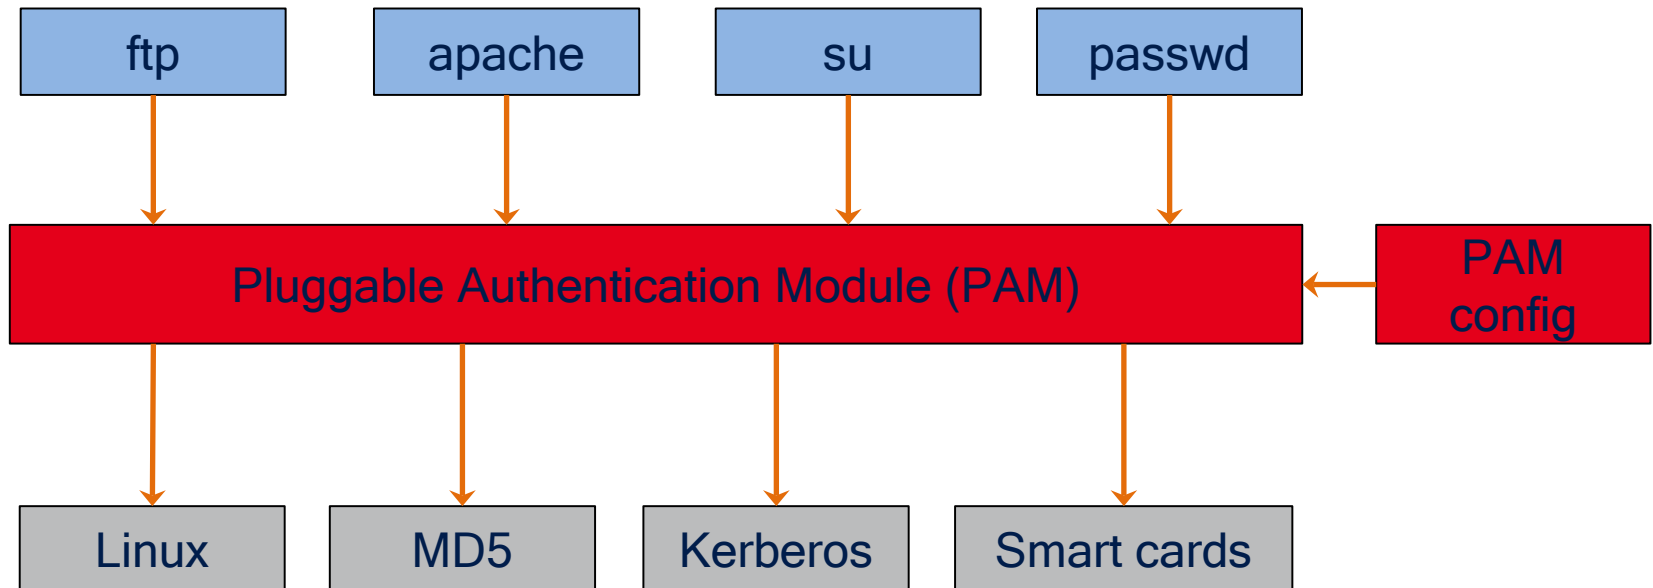 ftp
apache
su
passwd
Pluggable Authentication Module (PAM)
PAM
config
Linux
MD5
Kerberos
Smart cards